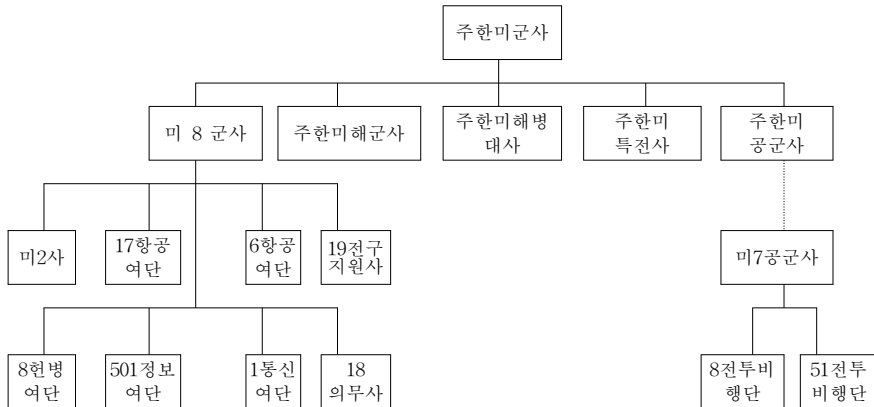 주한미군사
미 8 군사
주한미해군사
주한미해병
대사
주한미
특전사
주한미
공군사
미2사
17항공
여단
6항공
여단
19전구
지원사
미7공군사
8헌병
여단
501정보
여단
1통신
여단
18
의무사
8전투비
행단
51전투
비행단